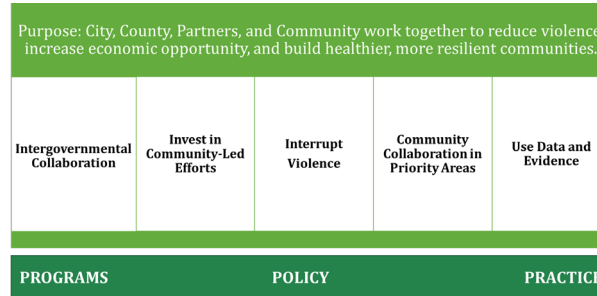 Purpose: City, County, Partners, and Community work together to reduce violence
increase economic opportunity, and build healthier, more resilient communities.
Intergovernmental
Collaboration
Invest in
Community-Led
Efforts
Interrupt
Violence
Community
Collaboration in
Priority Areas
Use Data and
Evidence
PROGRAMS
POLICY
PRACTICE